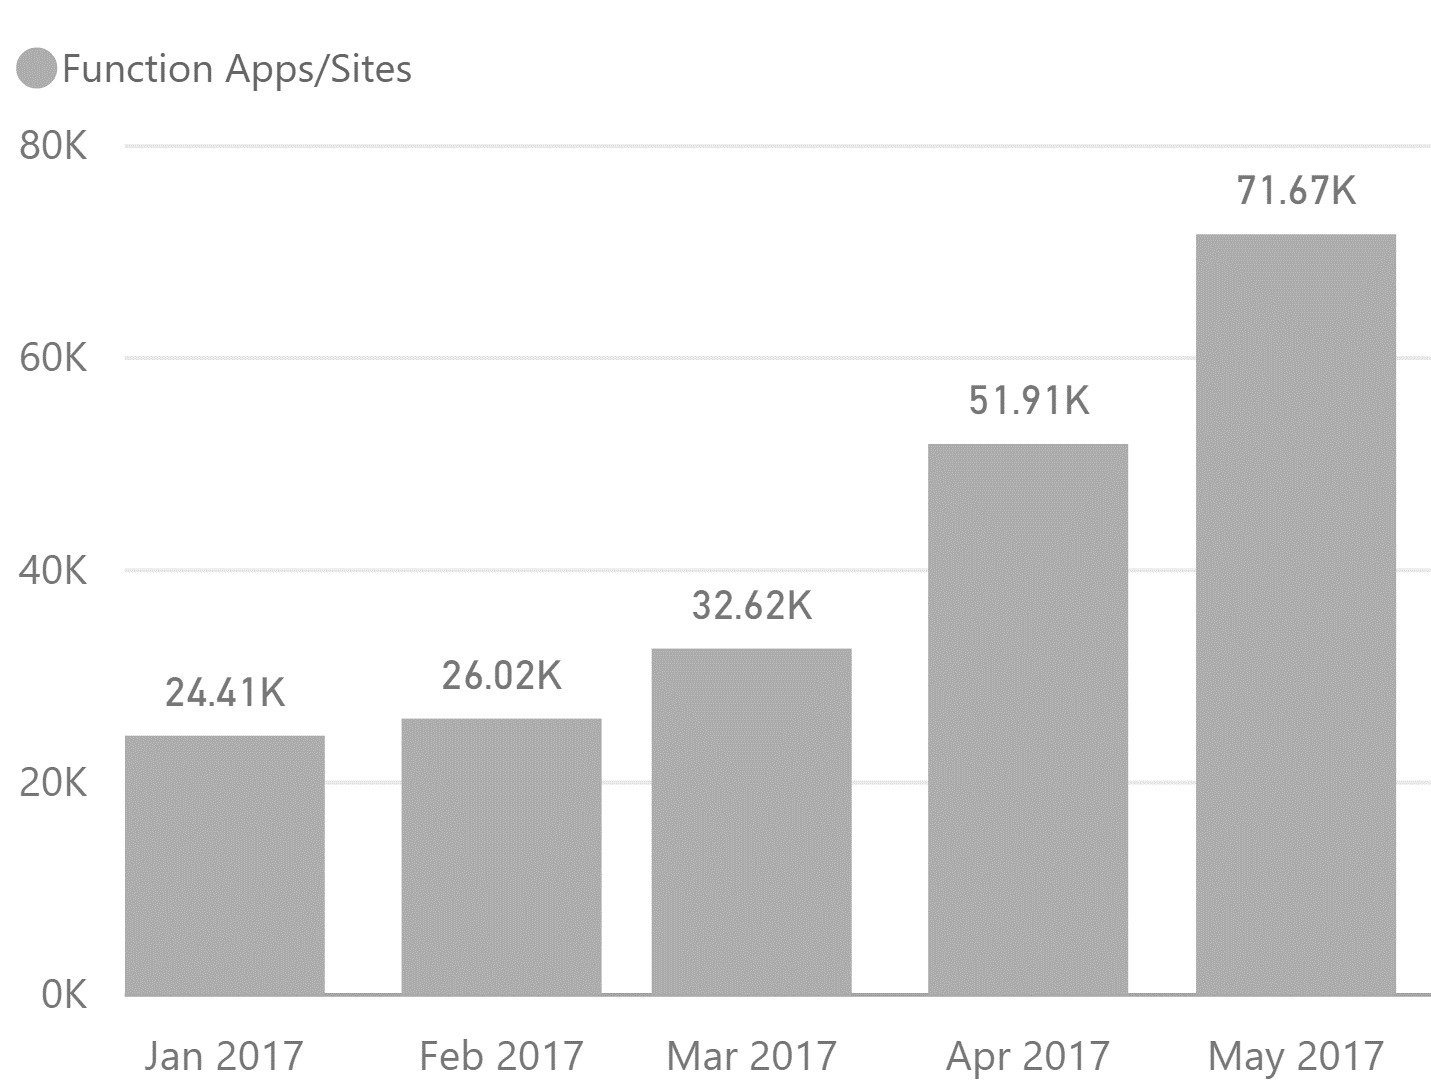 Function Apps/Sites
80K
71.67K
60K
51.91K
40K
32.62K
26.02K
24.41K
20K
0K
Jan 2017 Feb 2017 Mar 2017 Apr 2017 May 2017